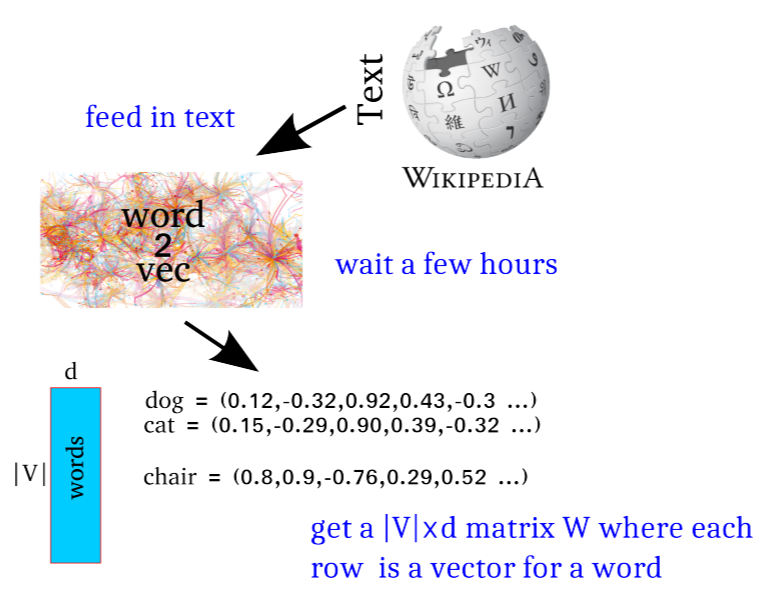 Text
Ω
W
И
維
WIKIPEDIA
feed in text
word
2
vec
wait a few hours
d
|V|
words
dog = (0.12,-0.32,0.92,0.43,-0.3 ...)
cat = (0.15,-0.29,0.90,0.39,-0.32 ...)
chair = (0.8,0.9,-0.76,0.29,0.52 ...)
get a |V|xd matrix W where each
row is a vector for a word